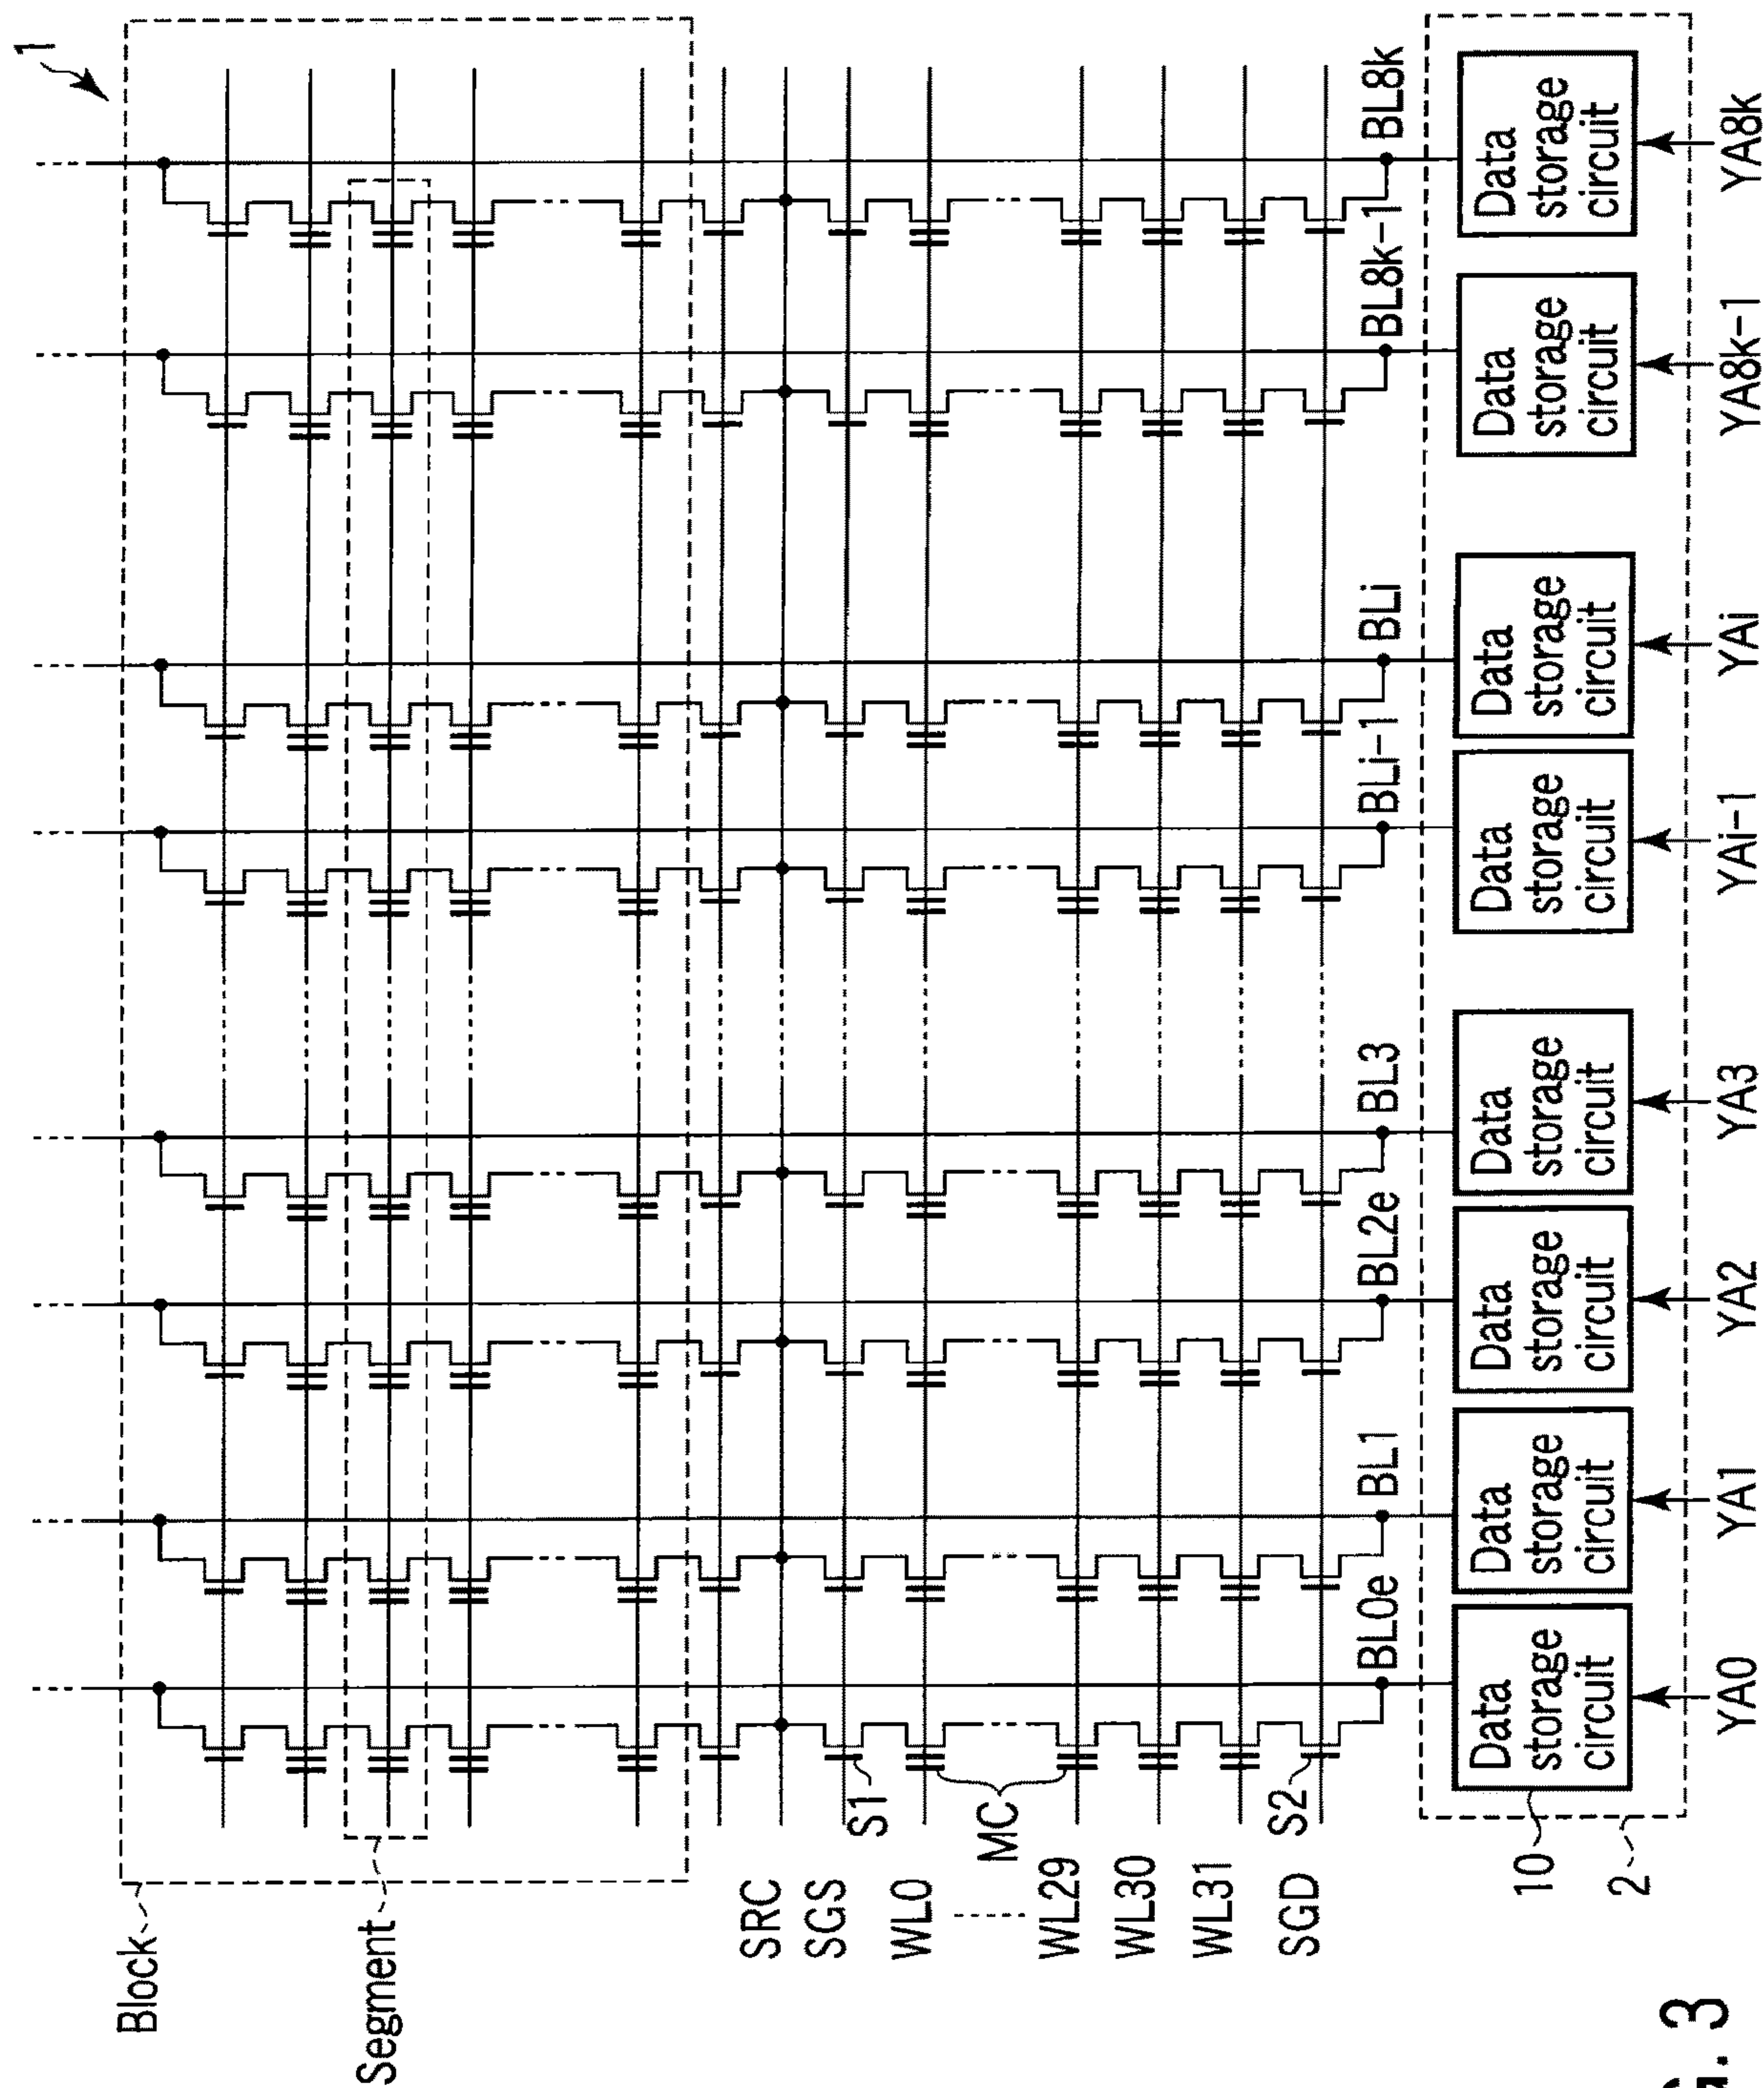 1
Block
Segment
SRC
SGS
WL0
WL29
WL30
WL31
SGD
S1
MC
S2
BL0e
BL1
BL2e
BL3
BLi-1
BLi
BL8k-1
BL8k
10
2
Data
storage
circuit
Data
storage
circuit
Data
storage
circuit
Data
storage
circuit
Data
storage
circuit
Data
storage
circuit
Data
storage
circuit
Data
storage
circuit
YA0
YA1
YA2
YA3
YAi-1
YAi
YA8k-1
YA8k
G. 3